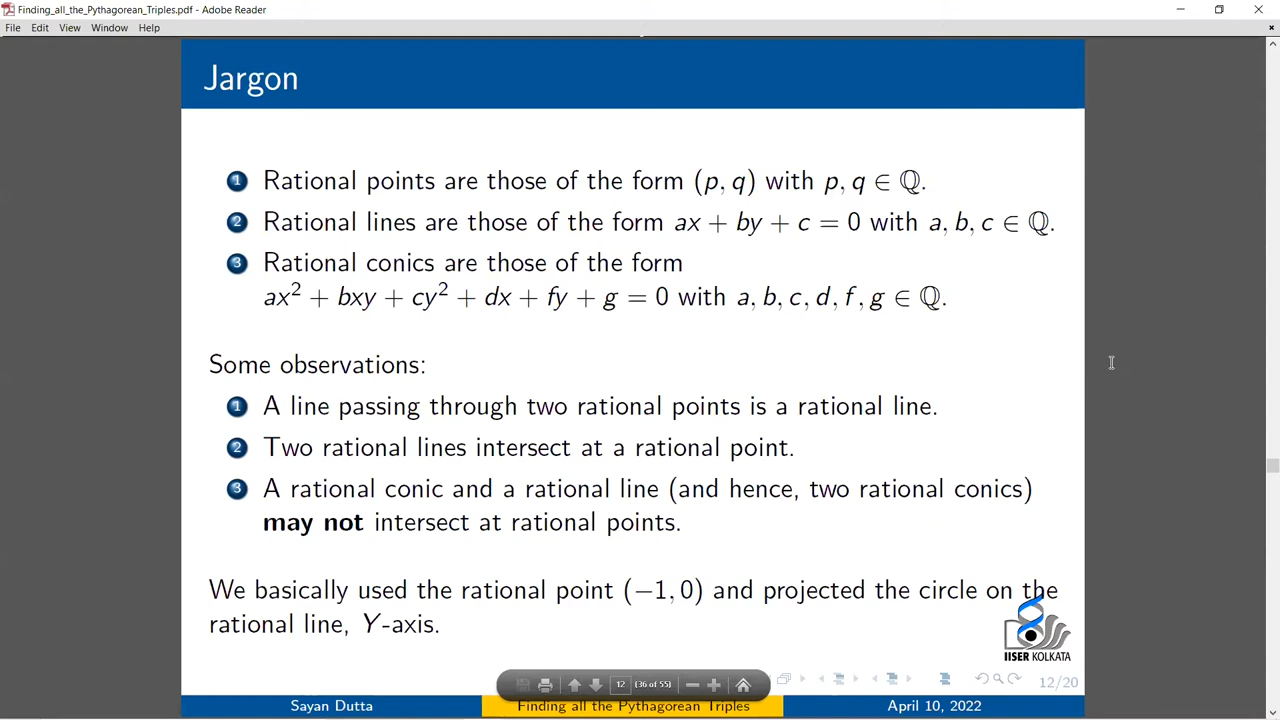 Finding_all_the_Pythagorean_Triples.pdf - Adobe Reader
File Edit View Window Help
Jargon
1 Rational points are those of the form (p, q) with p, q ∈ ℚ.
2 Rational lines are those of the form ax + by + c = 0 with a, b, c ∈ ℚ.
3 Rational conics are those of the form
ax² + bxy + cy² + dx + fy + g = 0 with a, b, c, d, f, g ∈ ℚ.
Some observations:
1 A line passing through two rational points is a rational line.
2 Two rational lines intersect at a rational point.
3 A rational conic and a rational line (and hence, two rational conics)
may not intersect at rational points.
We basically used the rational point (−1, 0) and projected the circle on the
rational line, Y-axis.
IISER KOLKATA
12 (36 of 55)
12/20
Sayan Dutta Finding all the Pythagorean Triples April 10, 2022